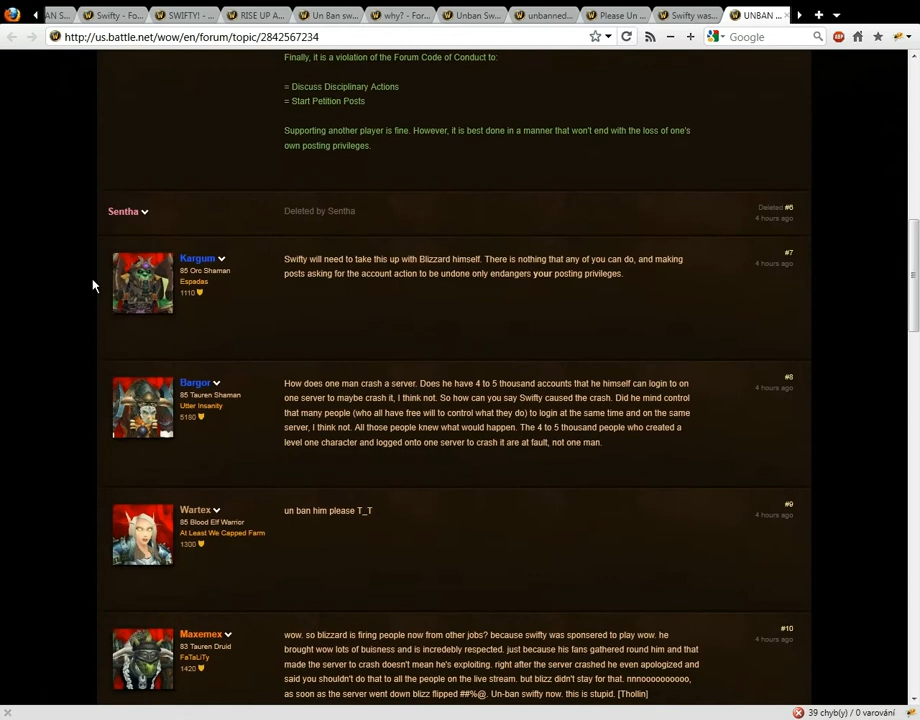 AN S...
Swifty - Fo...
SWIFTY! - ...
RISE UP A...
Un Ban sw...
why? - For...
Unban Sw...
unbanned...
Please Un ...
Swifty was...
UNBAN ...
http://us.battle.net/wow/en/forum/topic/2842567234
Google
ABP
Finally, it is a violation of the Forum Code of Conduct to:
= Discuss Disciplinary Actions
= Start Petition Posts
Supporting another player is fine. However, it is best done in a manner that won't end with the loss of one's
own posting privileges.
Sentha
Deleted by Sentha
Deleted #6
4 hours ago
Kargum
85 Orc Shaman
Espadas
1110
Swifty will need to take this up with Blizzard himself. There is nothing that any of you can do, and making
posts asking for the account action to be undone only endangers your posting privileges.
#7
4 hours ago
Bargor
85 Tauren Shaman
Utter Insanity
5160
How does one man crash a server. Does he have 4 to 5 thousand accounts that he himself can login to on
one server to maybe crash it, I think not. So how can you say Swifty caused the crash. Did he mind control
that many people (who all have free will to control what they do) to login at the same time and on the same
server, I think not. All those people knew what would happen. The 4 to 5 thousand people who created a
level one character and logged onto one server to crash it are at fault, not one man.
#8
4 hours ago
Wartex
85 Blood Elf Warrior
At Least We Capped Farm
1300
un ban him please T_T
#9
4 hours ago
Maxemex
83 Tauren Druid
FaTaLiTy
1420
wow. so blizzard is firing people now from other jobs? because swifty was sponsered to play wow. he
brought wow lots of buisness and is incredebly respected. just because his fans gathered round him and that
made the server to crash doesn't mean he's exploiting. right after the server crashed he even apologized and
said you shouldn't do that to all the people on the live stream. but blizz didn't stay for that. nnnoooooooooo,
as soon as the server went down blizz flipped ##%@. Un-ban swifty now. this is stupid. [Thollin]
#10
4 hours ago
39 chyb(y) / 0 varování